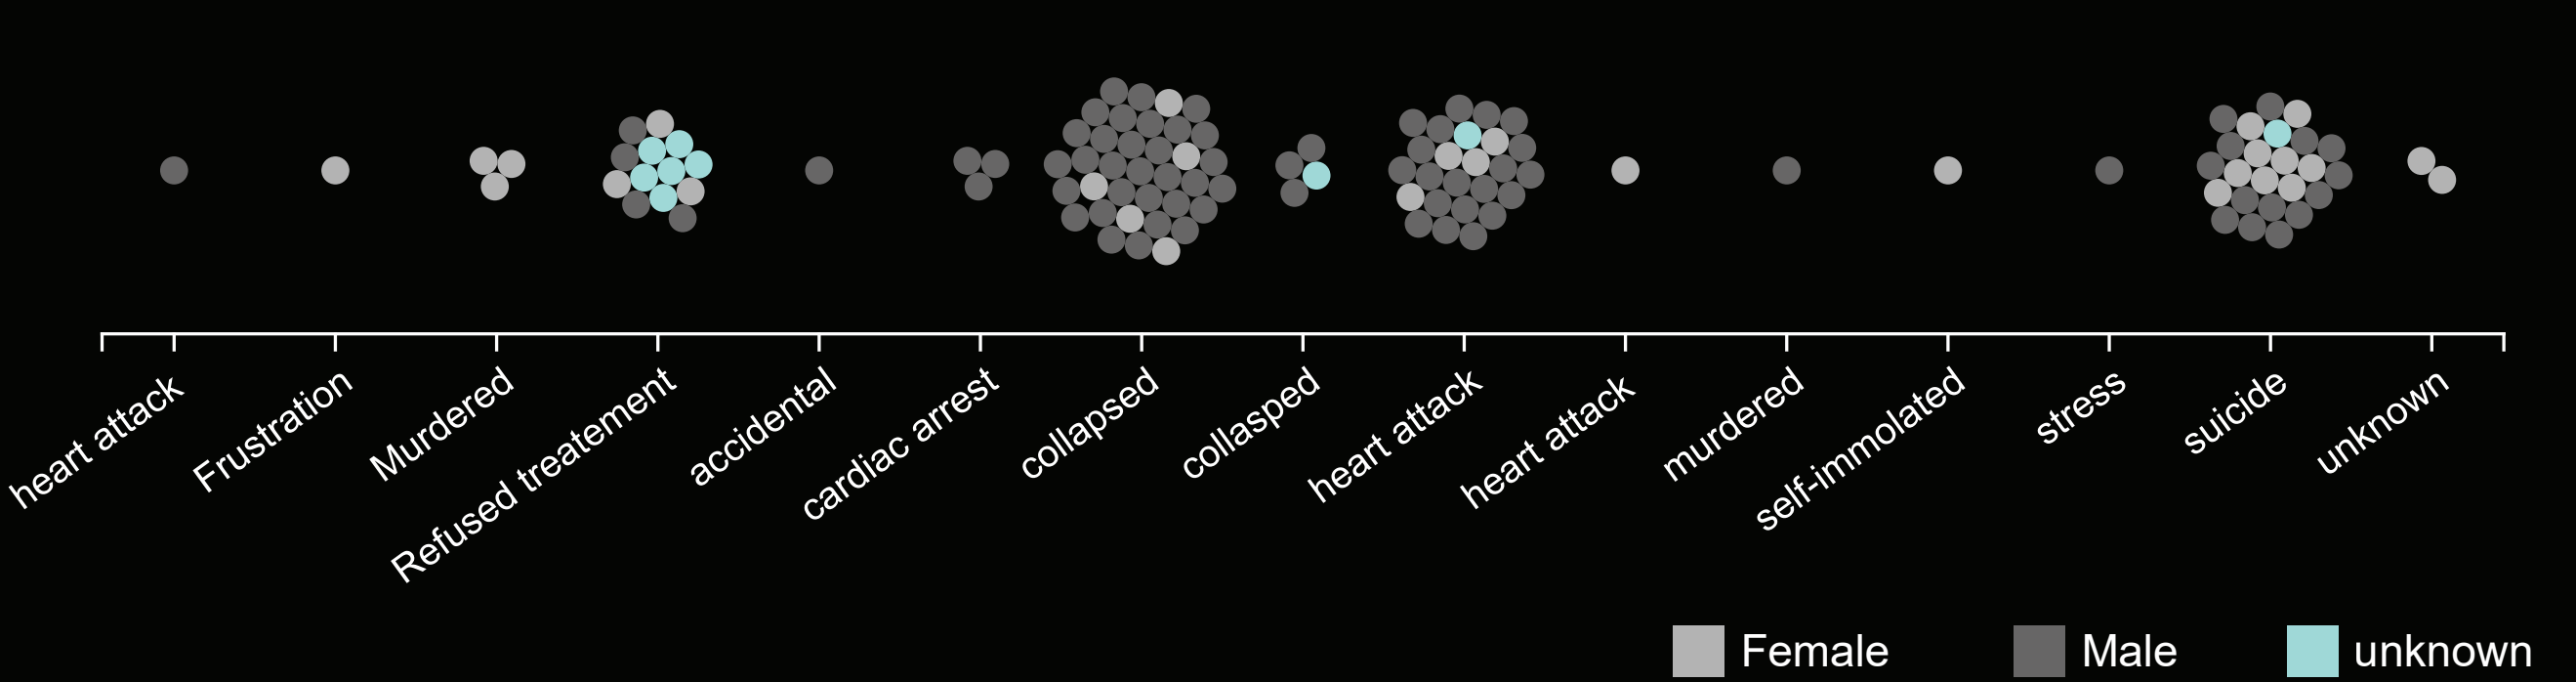 heart attack
Frustration
Murdered
Refused treatement
accidental
cardiac arrest
collapsed
collasped
heart attack
heart attack
murdered
self-immolated
stress
suicide
unknown
Female
Male
unknown